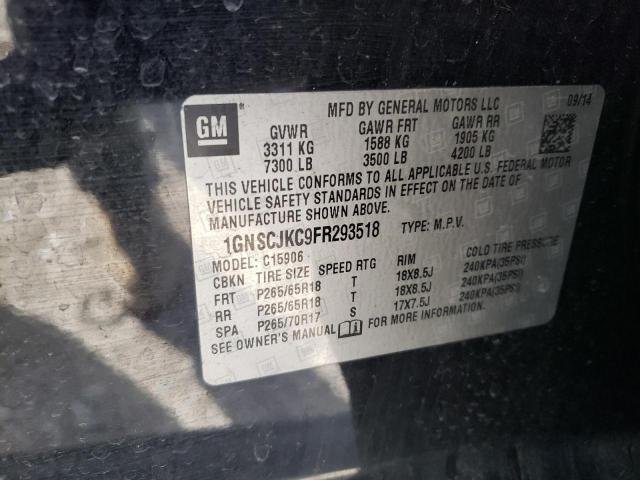 GM
MFD BY GENERAL MOTORS LLC 09/14
GVWR GAWR FRT GAWR RR
3311 KG 1588 KG 1905 KG
7300 LB 3500 LB 4200 LB
THIS VEHICLE CONFORMS TO ALL APPLICABLE U.S. FEDERAL MOTOR
VEHICLE SAFETY STANDARDS IN EFFECT ON THE DATE OF
MANUFACTURE SHOWN ABOVE.
1GNSCJKC9FR293518 TYPE: M.P.V.
MODEL: C15906
CBKN TIRE SIZE SPEED RTG RIM COLD TIRE PRESSURE
FRT P265/65R18 T 18X8.5J 240KPA(35PSI)
RR P265/65R18 T 18X8.5J 240KPA(35PSI)
SPA P265/70R17 S 17X7.5J 240KPA(35PSI)
SEE OWNER'S MANUAL FOR MORE INFORMATION.